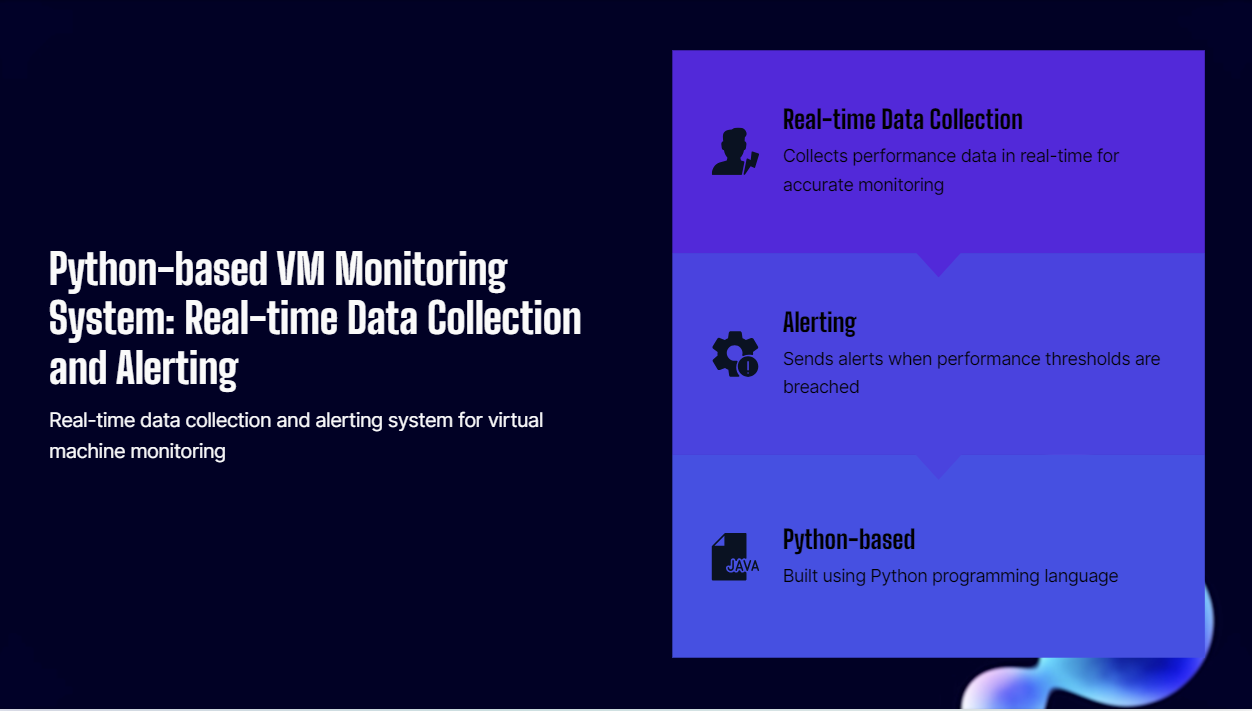 Python-based VM Monitoring
System: Real-time Data Collection
and Alerting
Real-time data collection and alerting system for virtual
machine monitoring
Real-time Data Collection
Collects performance data in real-time for
accurate monitoring
Alerting
Sends alerts when performance thresholds are
breached
JAVA
Python-based
Built using Python programming language